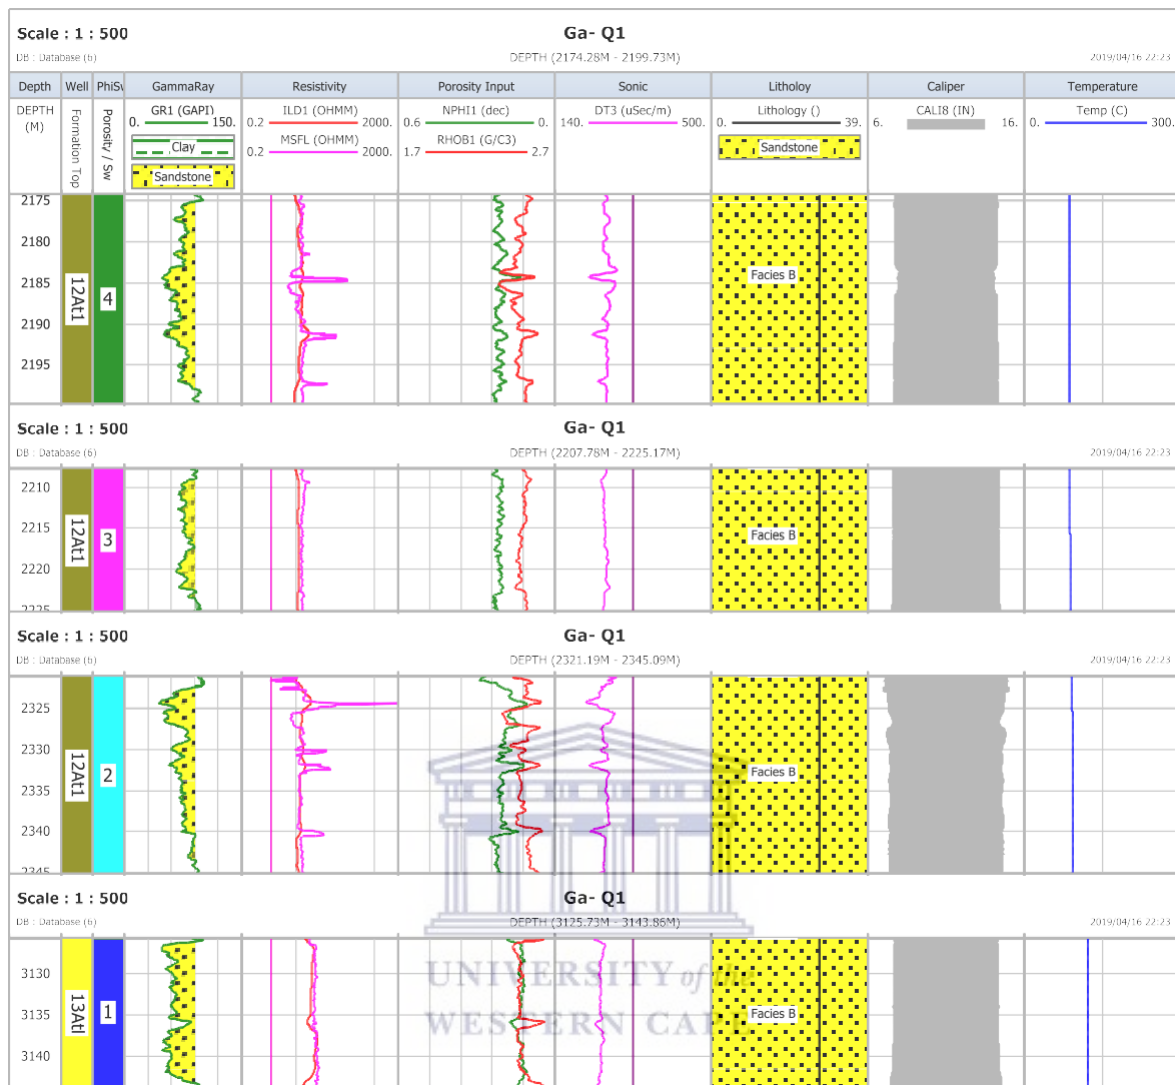 Scale : 1 : 500 Ga- Q1
DB : Database (6) DEPTH (2174.28M - 2199.73M) 2019/04/16 22:23
Depth Well PhiSw GammaRay Resistivity Porosity Input Sonic Litholoy Caliper Temperature
DEPTH (M) Formation Top Porosity / Sw
0. GR1 (GAPI) 150. 0.2 ILD1 (OHMM) 2000. 0.6 NPHI1 (dec) 0. 140. DT3 (uSec/m) 500. 0. Lithology () 39. 6. CALI8 (IN) 16. 0. Temp (C) 300.
Clay 0.2 MSFL (OHMM) 2000. 1.7 RHOB1 (G/C3) 2.7 Sandstone
Sandstone
2175
2180
2185
2190
2195
12At1
4
Facies B
Scale : 1 : 500 Ga- Q1
DB : Database (6) DEPTH (2207.78M - 2225.17M) 2019/04/16 22:23
2210
2215
2220
2225
12At1
3
Facies B
Scale : 1 : 500 Ga- Q1
DB : Database (6) DEPTH (2321.19M - 2345.09M) 2019/04/16 22:23
2325
2330
2335
2340
2345
12At1
2
Facies B
Scale : 1 : 500 Ga- Q1
DB : Database (6) DEPTH (3125.73M - 3143.86M) 2019/04/16 22:23
3130
3135
3140
13AtI
1
Facies B
UNIVERSITY of the
WESTERN CAPE